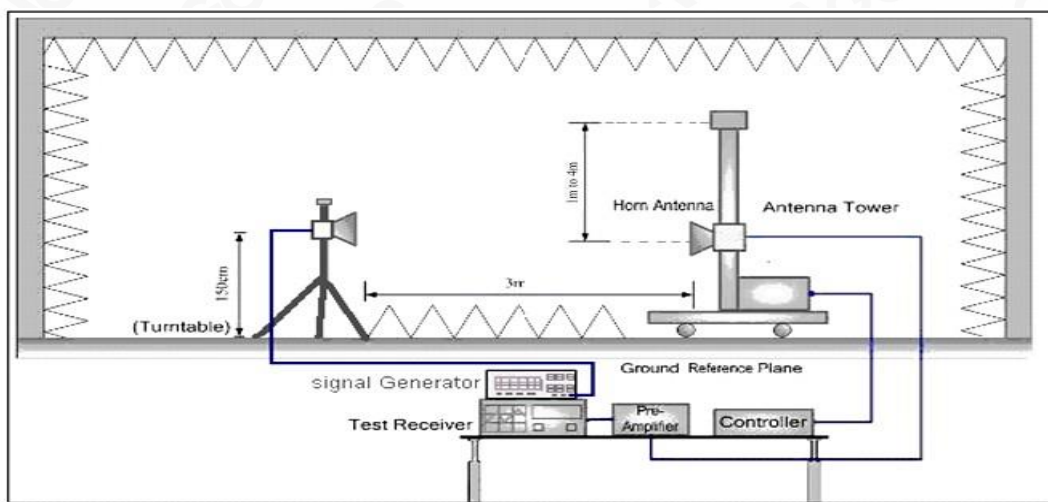 1m to 4m
Horn Antenna
Antenna Tower
150cm
3m
(Turntable)
Ground Reference Plane
signal Generator
Test Receiver
Pre-
Amplifier
Controller